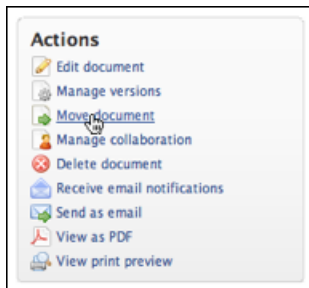 Actions
Edit document
Manage versions
Move document
Manage collaboration
Delete document
Receive email notifications
Send as email
View as PDF
View print preview